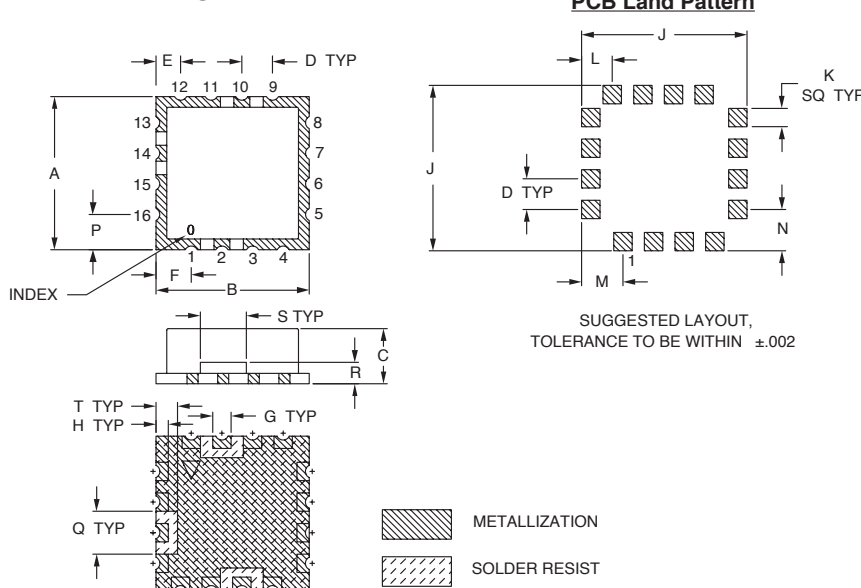 PCB Land Pattern
E
D TYP
12 11 10 9
A
13
14
15
16
P
0
8
7
6
5
1 2 3 4
F
B
INDEX
J
L
K
SQ TYP
J
D TYP
N
1
M
SUGGESTED LAYOUT,
TOLERANCE TO BE WITHIN ±.002
S TYP
C
R
T TYP
H TYP
G TYP
Q TYP
METALLIZATION
SOLDER RESIST